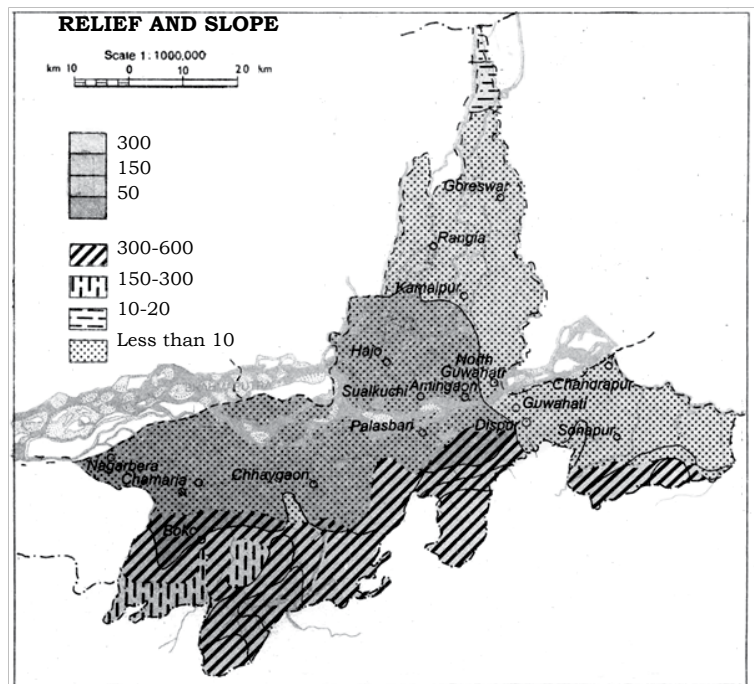 RELIEF AND SLOPE
Scale 1:1000,000
km 10 0 10 20 km
300
150
50
300-600
150-300
10-20
Less than 10
Goreswar
Rangia
Kamalpur
Hajo
North
Guwahati
Chandrapur
Sualkuchi
Amingaon
Guwahati
Palasbari
Dispur
Sonapur
Nagarbera
Chamaria
Chhaygaon
Boko